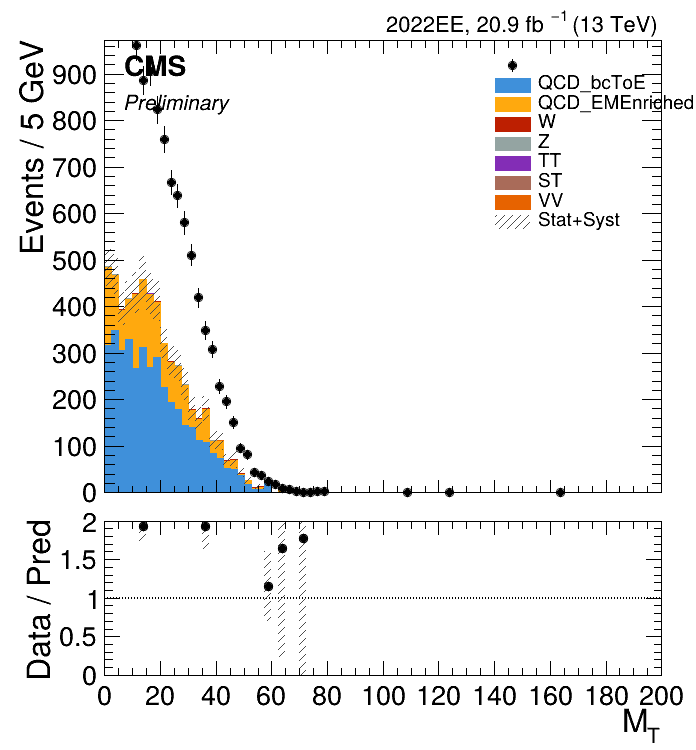 2022EE, 20.9 fb⁻¹ (13 TeV)
CMS
Preliminary
QCD_bcToE
QCD_EMEnriched
W
Z
TT
ST
VV
Stat+Syst
Events / 5 GeV
900
800
700
600
500
400
300
200
100
0
Data / Pred
2
1.5
1
0.5
0
0 20 40 60 80 100 120 140 160 180 200
M_T